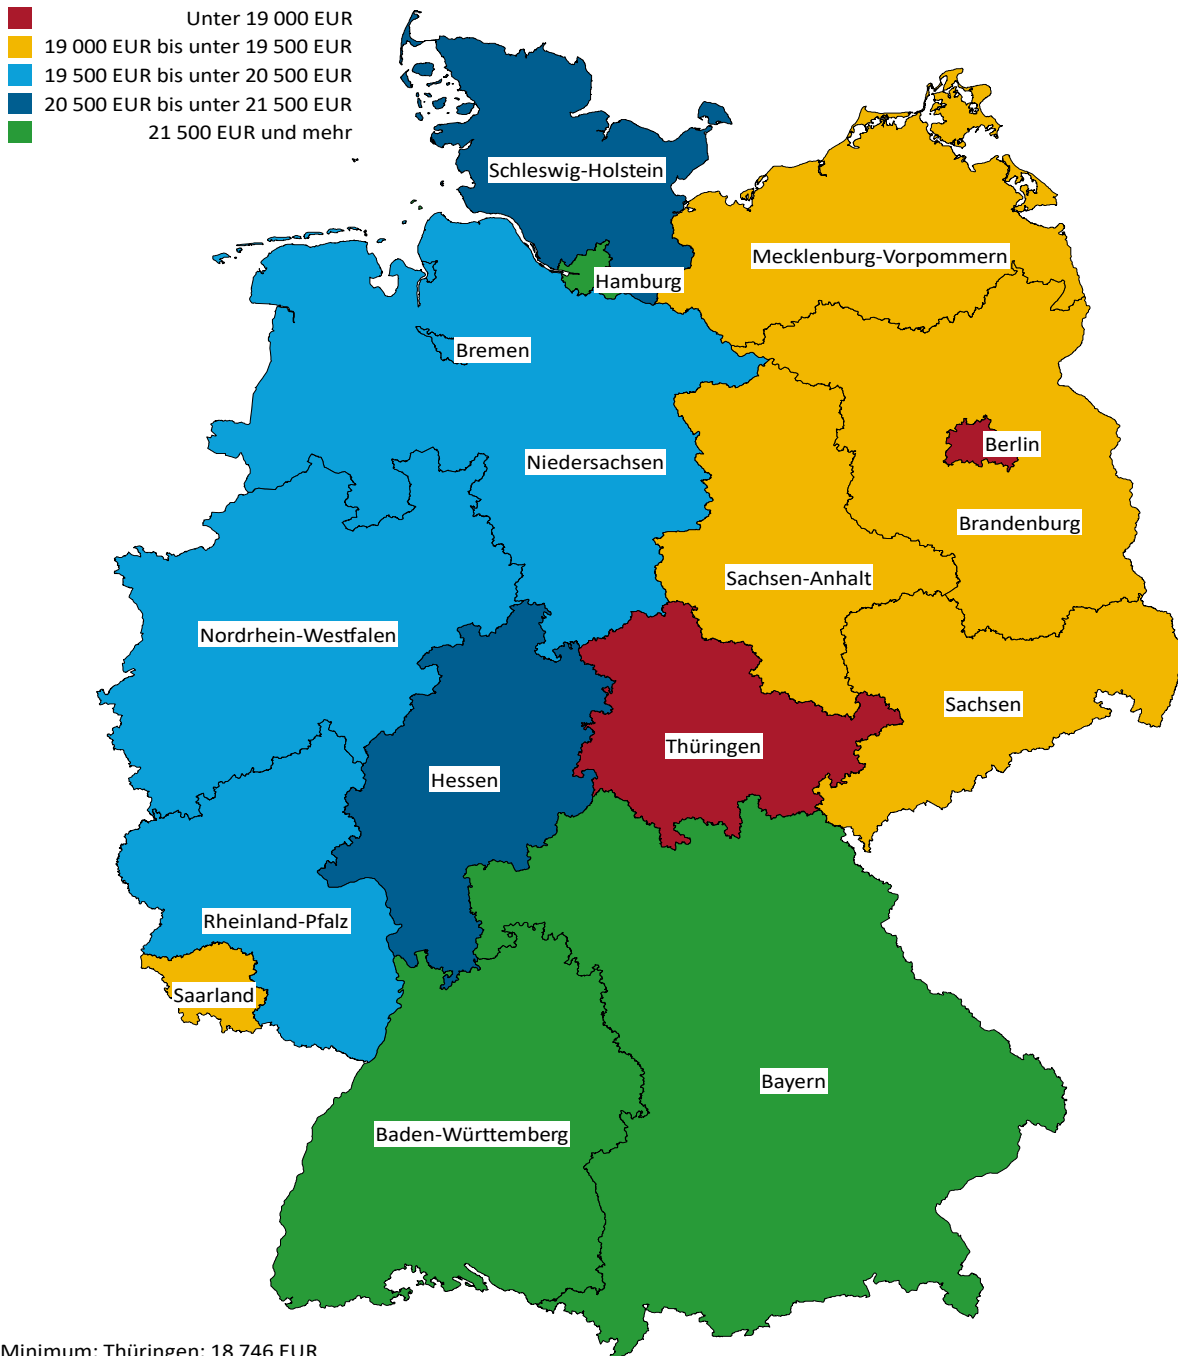 Unter 19 000 EUR
19 000 EUR bis unter 19 500 EUR
19 500 EUR bis unter 20 500 EUR
20 500 EUR bis unter 21 500 EUR
21 500 EUR und mehr
Schleswig-Holstein
Mecklenburg-Vorpommern
Hamburg
Bremen
Berlin
Niedersachsen
Brandenburg
Sachsen-Anhalt
Nordrhein-Westfalen
Sachsen
Thüringen
Hessen
Rheinland-Pfalz
Saarland
Bayern
Baden-Württemberg
Minimum: Thüringen: 18 746 EUR